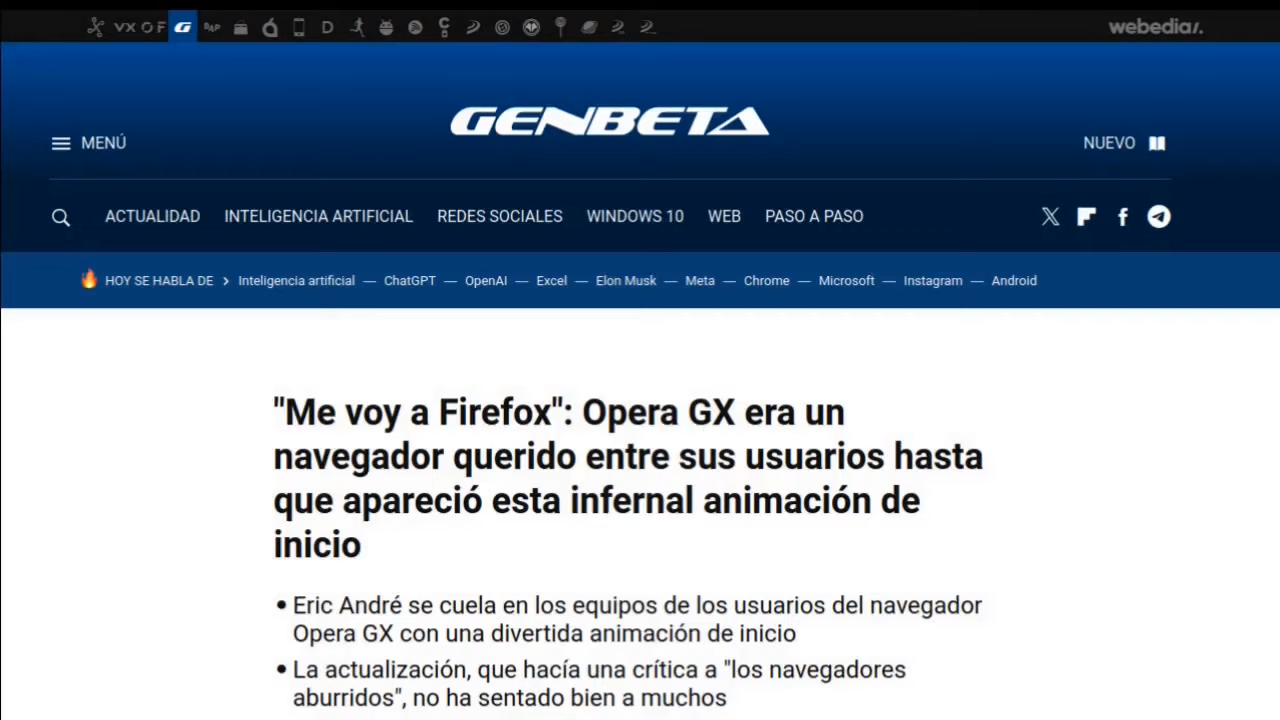 VX O F G DAP D webedia/.
GENBETA
MENÚ
NUEVO
ACTUALIDAD INTELIGENCIA ARTIFICIAL REDES SOCIALES WINDOWS 10 WEB PASO A PASO
HOY SE HABLA DE > Inteligencia artificial — ChatGPT — OpenAI — Excel — Elon Musk — Meta — Chrome — Microsoft — Instagram — Android
"Me voy a Firefox": Opera GX era un
navegador querido entre sus usuarios hasta
que apareció esta infernal animación de
inicio
• Eric André se cuela en los equipos de los usuarios del navegador
Opera GX con una divertida animación de inicio
• La actualización, que hacía una crítica a "los navegadores
aburridos", no ha sentado bien a muchos